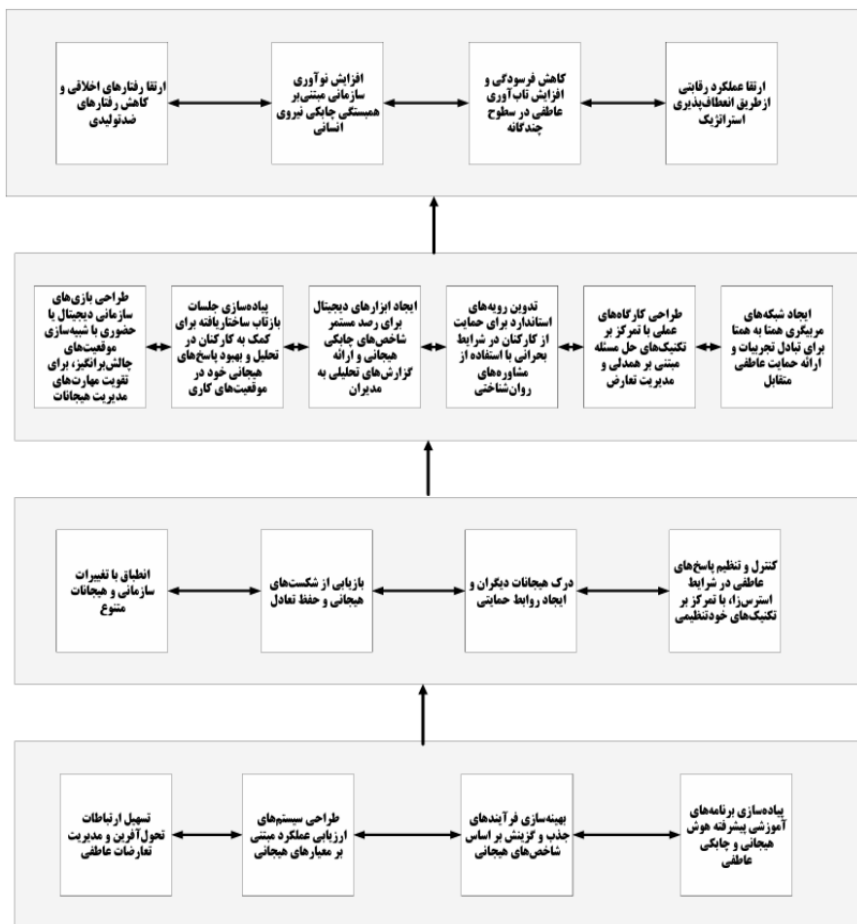 ارتقا عملکرد رقابتی
ازطریق انعطاف‌پذیری
استراتژیک
کاهش فرسودگی و
افزایش تاب‌آوری
عاطفی در سطوح
چندگانه
افزایش نوآوری
سازمانی مبتنی‌بر
همبستگی چابکی نیروی
انسانی
ارتقا رفتارهای اخلاقی و
کاهش رفتارهای
ضدتولیدی
ایجاد شبکه‌های
مربیگری همتا به همتا
برای تبادل تجربیات و
ارائه حمایت عاطفی
متقابل
طراحی کارگاه‌های
عملی با تمرکز بر
تکنیک‌های حل مسئله
مبتنی بر همدلی و
مدیریت تعارض
تدوین رویه‌های
استاندارد برای حمایت
از کارکنان در شرایط
بحرانی با استفاده از
مشاوره‌های
روان‌شناختی
ایجاد ابزارهای دیجیتال
برای رصد مستمر
شاخص‌های چابکی
هیجانی و ارائه
گزارش‌های تحلیلی به
مدیران
پیاده‌سازی جلسات
بازتاب ساختاریافته برای
کمک به کارکنان در
تحلیل و بهبود پاسخ‌های
هیجانی خود در
موقعیت‌های کاری
طراحی بازی‌های
سازمانی دیجیتال یا
حضوری با شبیه‌سازی
موقعیت‌های
چالش‌برانگیز، برای
تقویت مهارت‌های
مدیریت هیجانات
کنترل و تنظیم پاسخ‌های
عاطفی در شرایط
استرس‌زا، با تمرکز بر
تکنیک‌های خودتنظیمی
درک هیجانات دیگران و
ایجاد روابط حمایتی
بازیابی از شکست‌های
هیجانی و حفظ تعادل
انطباق با تغییرات
سازمانی و هیجانات
متنوع
پیاده‌سازی برنامه‌های
آموزشی پیشرفته هوش
هیجانی و چابکی
عاطفی
بهینه‌سازی فرآیندهای
جذب و گزینش بر اساس
شاخص‌های هیجانی
طراحی سیستم‌های
ارزیابی عملکرد مبتنی
بر معیارهای هیجانی
تسهیل ارتباطات
تحول‌آفرین و مدیریت
تعارضات عاطفی